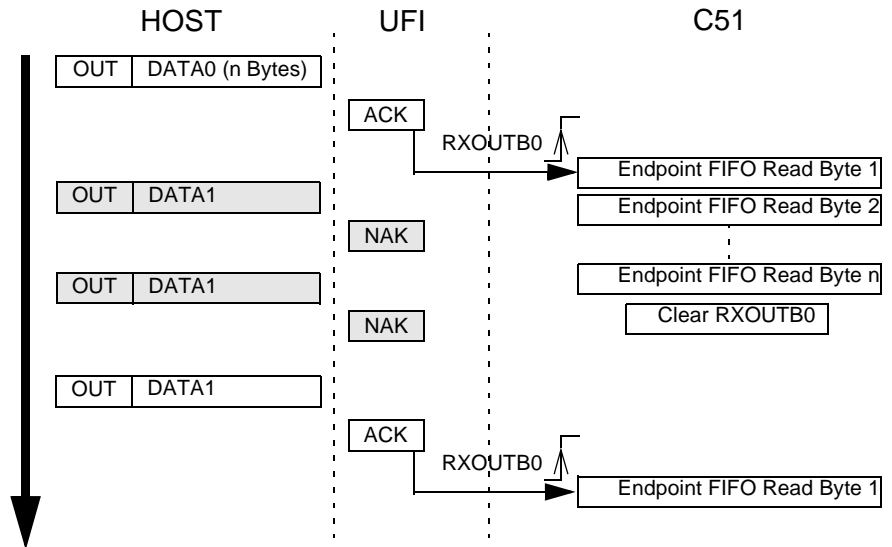 HOST UFI C51
OUT DATA0 (n Bytes)
ACK
RXOUTB0
Endpoint FIFO Read Byte 1
OUT DATA1
Endpoint FIFO Read Byte 2
NAK
OUT DATA1
Endpoint FIFO Read Byte n
NAK
Clear RXOUTB0
OUT DATA1
ACK
RXOUTB0
Endpoint FIFO Read Byte 1